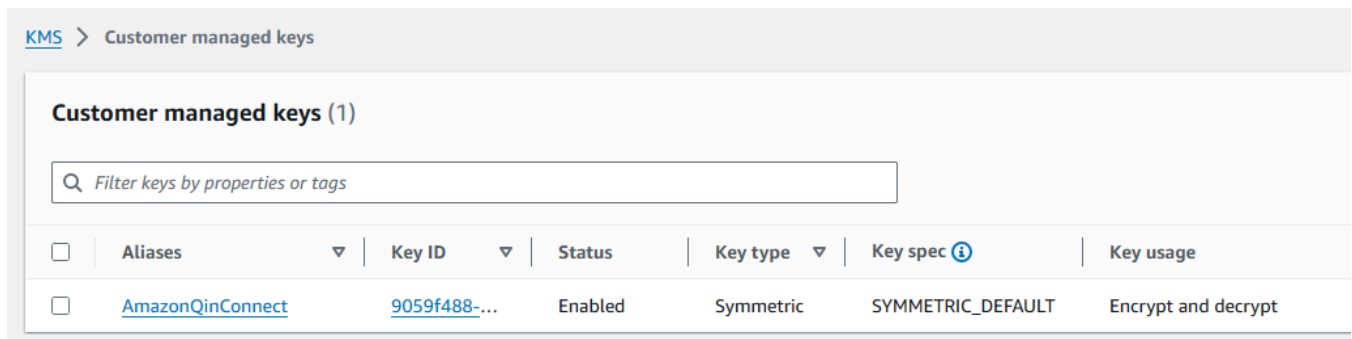 KMS > Customer managed keys
Customer managed keys (1)
Filter keys by properties or tags
Aliases Key ID Status Key type Key spec Key usage
AmazonQinConnect 9059f488-... Enabled Symmetric SYMMETRIC_DEFAULT Encrypt and decrypt